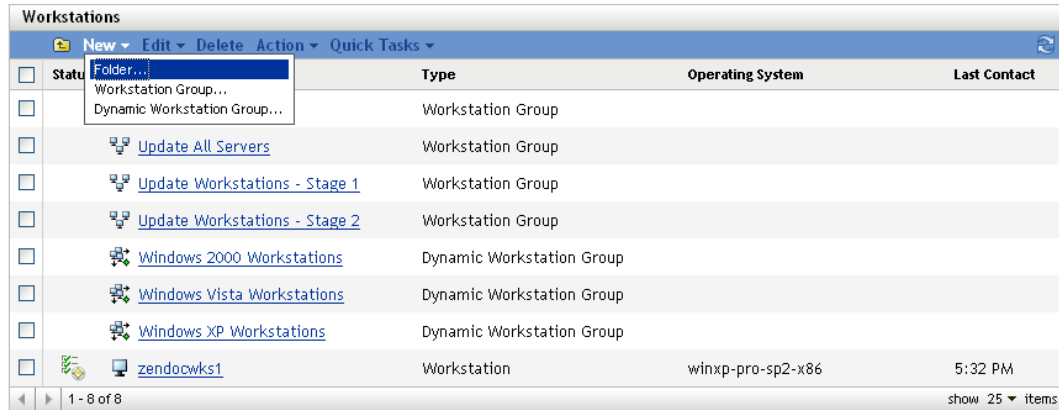 Workstations
New Edit Delete Action Quick Tasks
Statu Type Operating System Last Contact
Folder...
Workstation Group...
Dynamic Workstation Group...
Workstation Group
Update All Servers Workstation Group
Update Workstations - Stage 1 Workstation Group
Update Workstations - Stage 2 Workstation Group
Windows 2000 Workstations Dynamic Workstation Group
Windows Vista Workstations Dynamic Workstation Group
Windows XP Workstations Dynamic Workstation Group
zendocwks1 Workstation winxp-pro-sp2-x86 5:32 PM
1 - 8 of 8 show 25 items